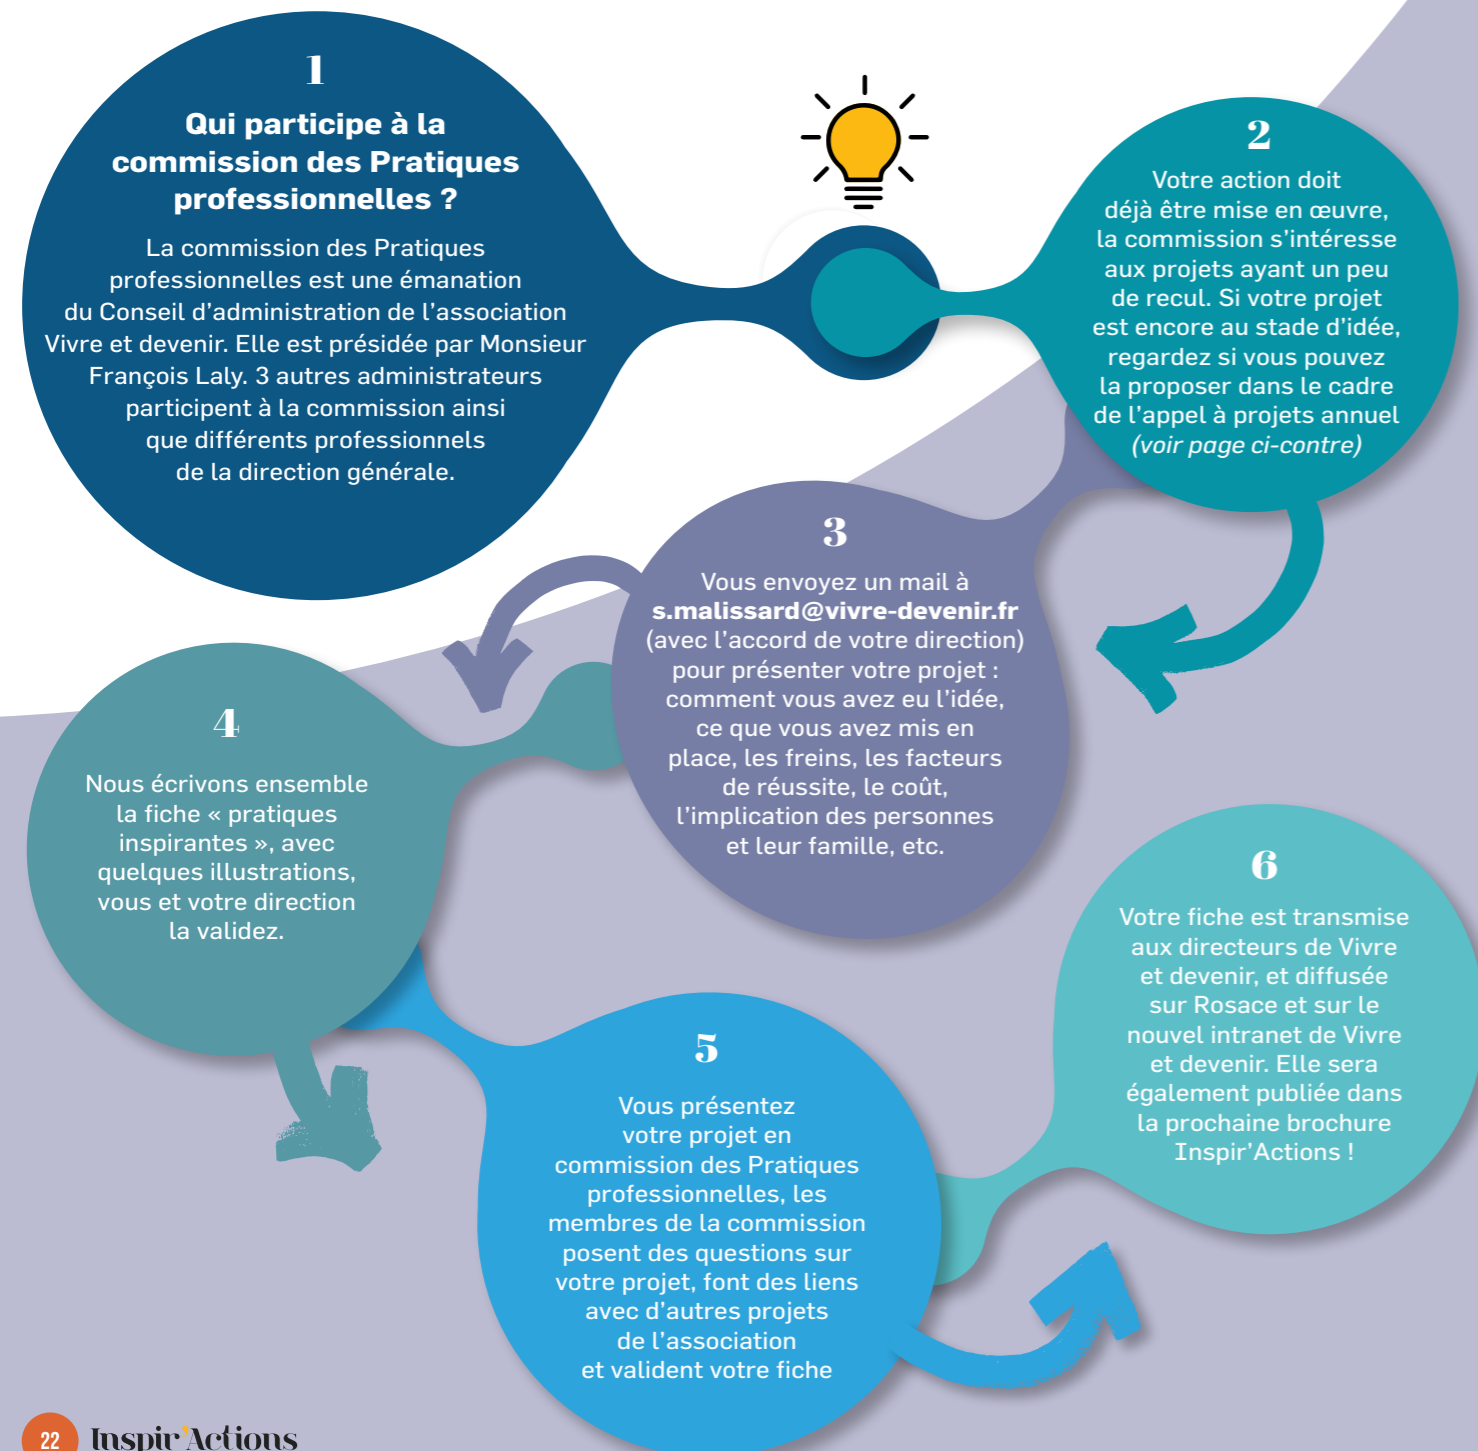 1
Qui participe à la
commission des Pratiques
professionnelles ?
La commission des Pratiques
professionnelles est une émanation
du Conseil d’administration de l’association
Vivre et devenir. Elle est présidée par Monsieur
François Laly. 3 autres administrateurs
participent à la commission ainsi
que différents professionnels
de la direction générale.
2
Votre action doit
déjà être mise en œuvre,
la commission s’intéresse
aux projets ayant un peu
de recul. Si votre projet
est encore au stade d’idée,
regardez si vous pouvez
la proposer dans le cadre
de l’appel à projets annuel
(voir page ci-contre)
3
Vous envoyez un mail à
s.malissard@vivre-devenir.fr
(avec l’accord de votre direction)
pour présenter votre projet :
comment vous avez eu l’idée,
ce que vous avez mis en
place, les freins, les facteurs
de réussite, le coût,
l’implication des personnes
et leur famille, etc.
4
Nous écrivons ensemble
la fiche « pratiques
inspirantes », avec
quelques illustrations,
vous et votre direction
la validez.
5
Vous présentez
votre projet en
commission des Pratiques
professionnelles, les
membres de la commission
posent des questions sur
votre projet, font des liens
avec d’autres projets
de l’association
et valident votre fiche
6
Votre fiche est transmise
aux directeurs de Vivre
et devenir, et diffusée
sur Rosace et sur le
nouvel intranet de Vivre
et devenir. Elle sera
également publiée dans
la prochaine brochure
Inspir’Actions !
22 Inspir’Actions